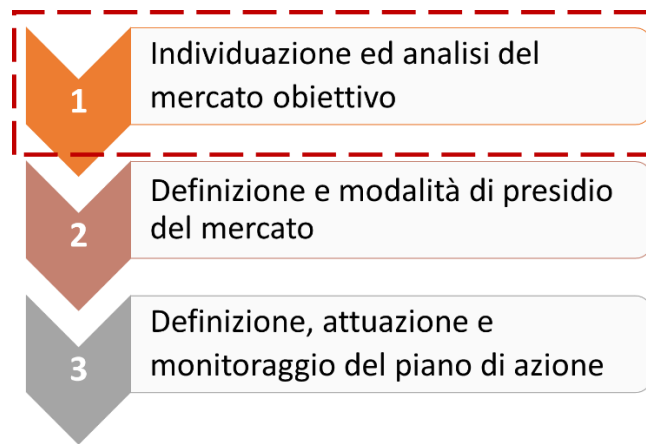 1
Individuazione ed analisi del
mercato obiettivo
2
Definizione e modalità di presidio
del mercato
3
Definizione, attuazione e
monitoraggio del piano di azione